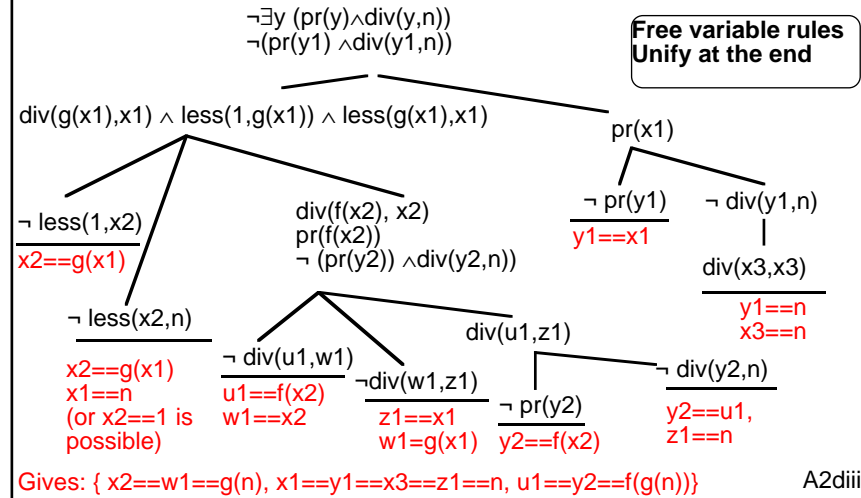 ¬∃y (pr(y)∧div(y,n))
¬(pr(y1) ∧div(y1,n))
Free variable rules
Unify at the end
div(g(x1),x1) ∧ less(1,g(x1)) ∧ less(g(x1),x1)
pr(x1)
¬ less(1,x2)
x2==g(x1)
div(f(x2), x2)
pr(f(x2))
¬ (pr(y2)) ∧div(y2,n))
¬ pr(y1)
y1==x1
¬ div(y1,n)
div(x3,x3)
y1==n
x3==n
¬ less(x2,n)
x2==g(x1)
x1==n
(or x2==1 is
possible)
¬ div(u1,w1)
u1==f(x2)
w1==x2
¬div(w1,z1)
z1==x1
w1=g(x1)
div(u1,z1)
¬ pr(y2)
y2==f(x2)
¬ div(y2,n)
y2==u1,
z1==n
Gives: { x2==w1==g(n), x1==y1==x3==z1==n, u1==y2==f(g(n))}
A2diii